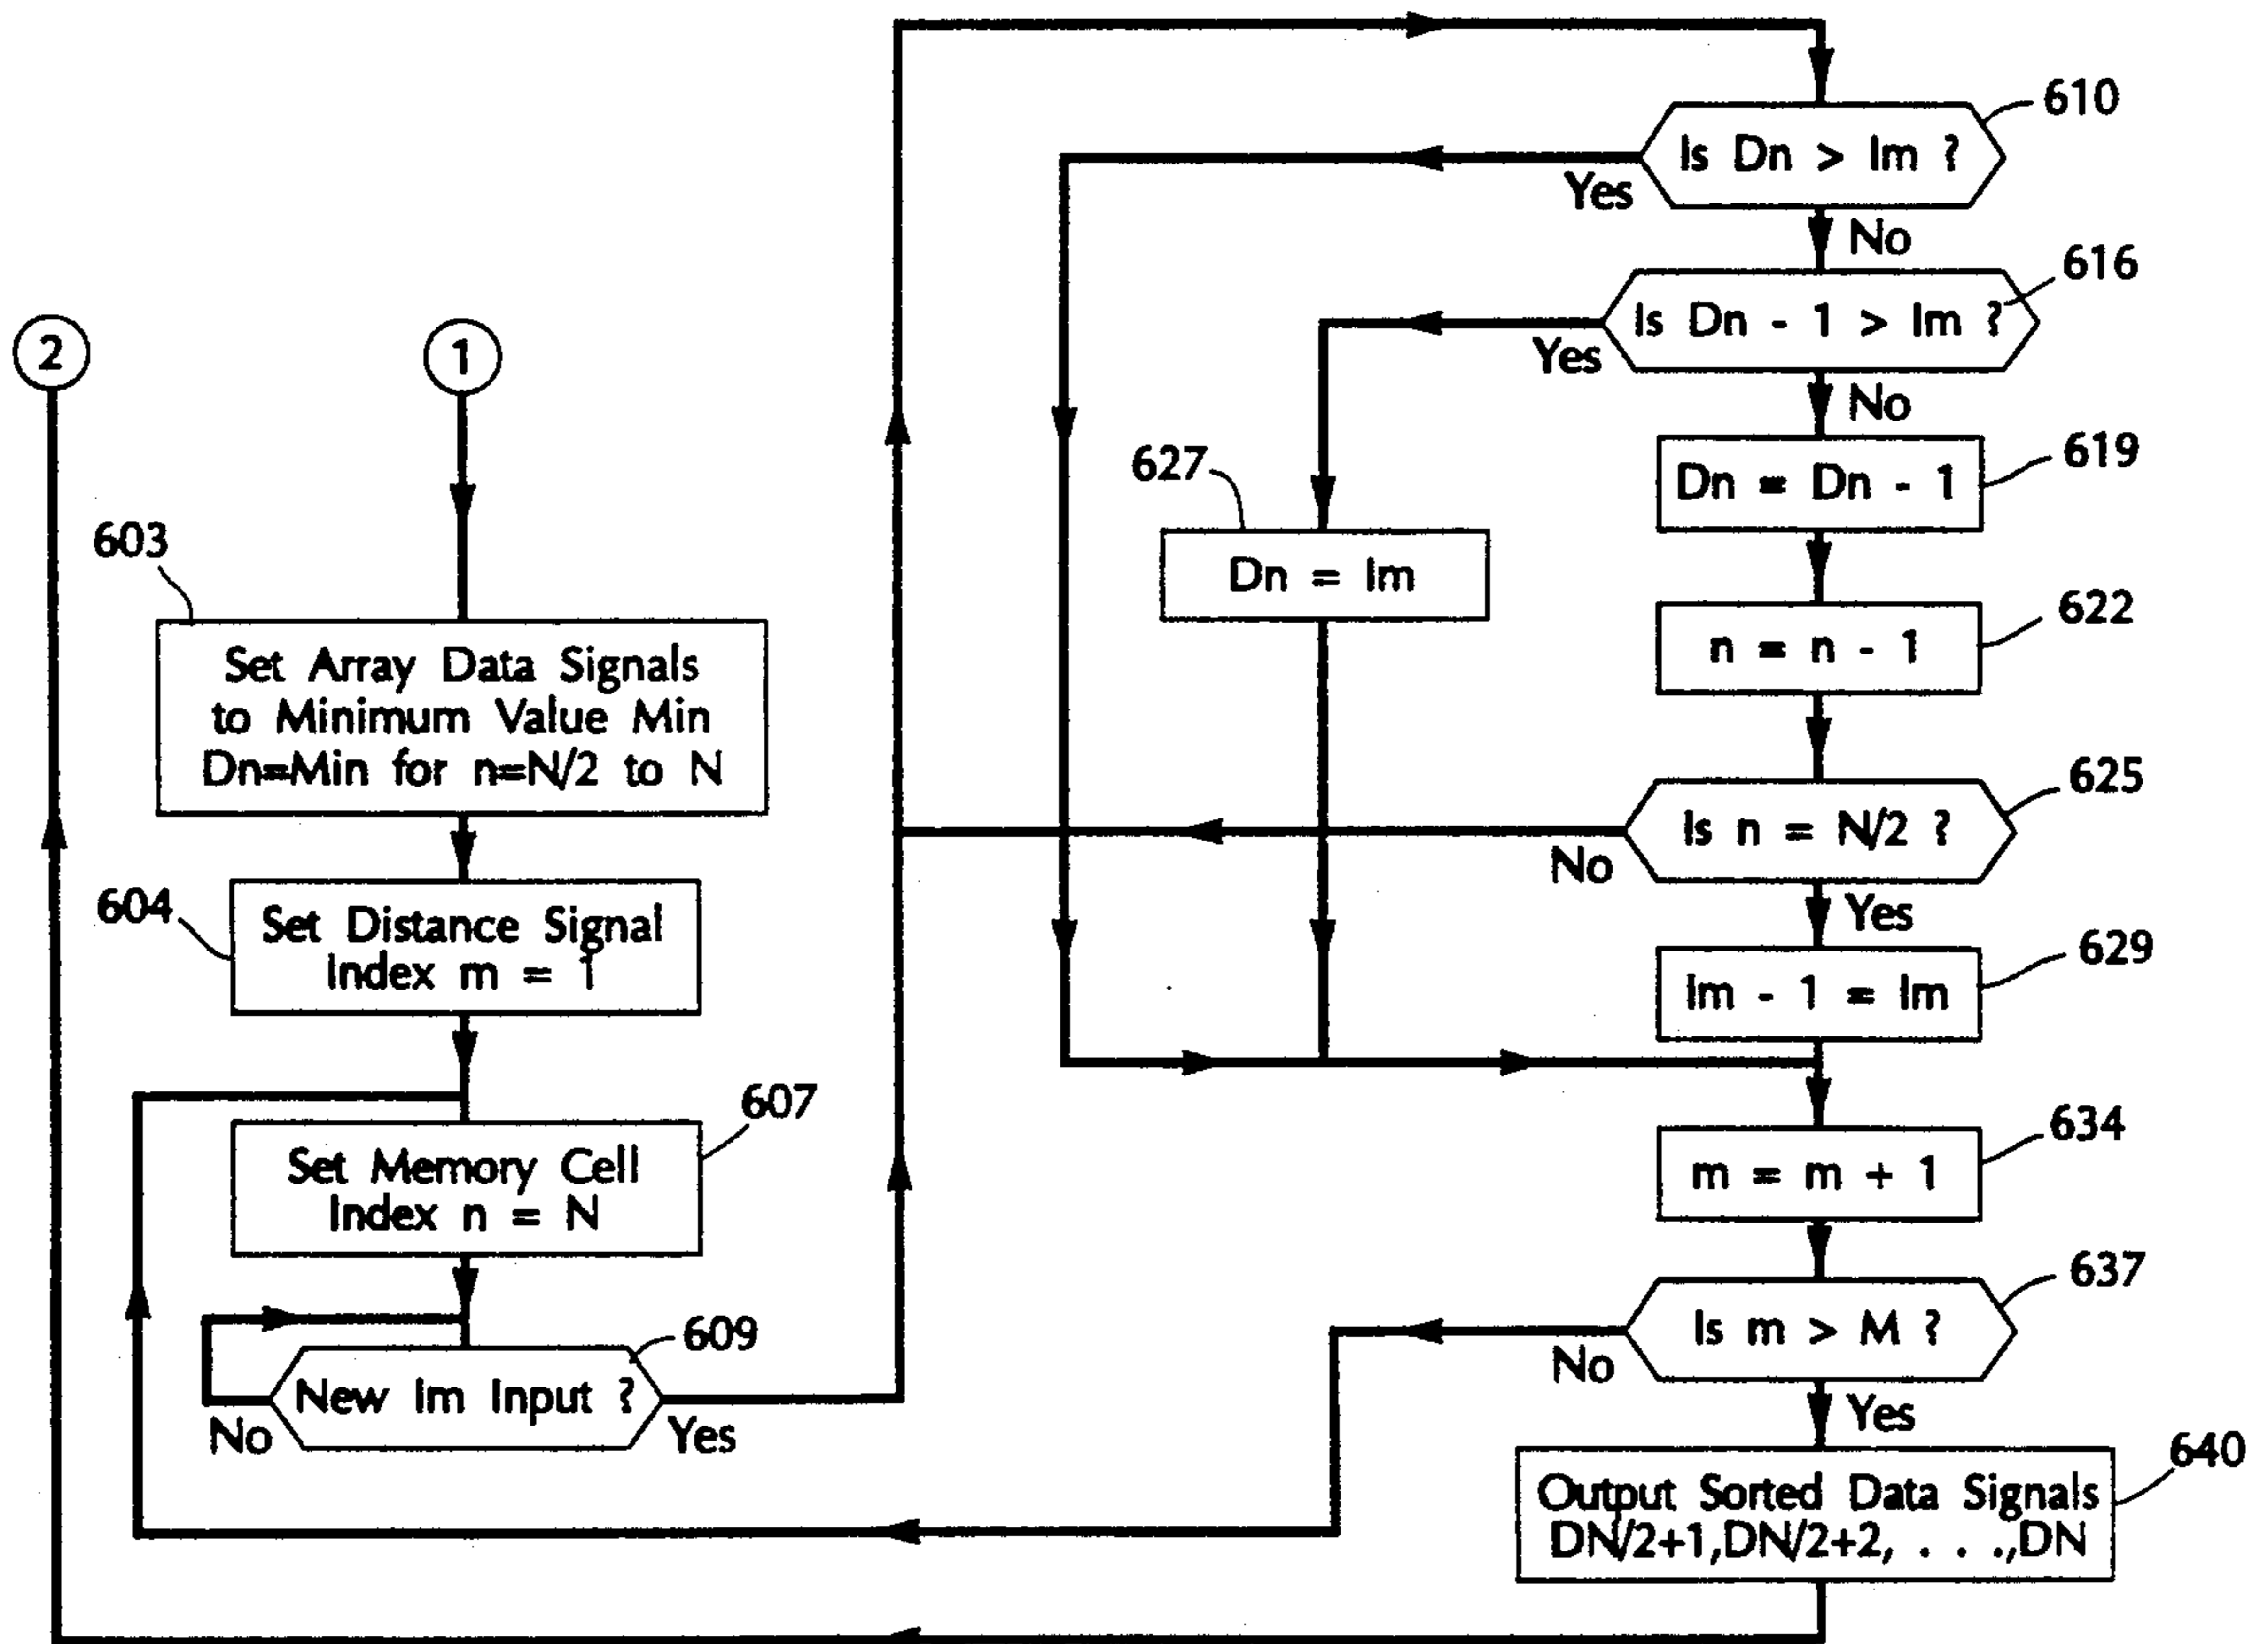 2
1
603
Set Array Data Signals
to Minimum Value Min
Dn=Min for n=N/2 to N
604
Set Distance Signal
Index m = 1
607
Set Memory Cell
Index n = N
609
New Im Input ?
No
Yes
610
Is Dn > Im ?
Yes
No
616
Is Dn - 1 > Im ?
Yes
No
619
Dn = Dn - 1
627
Dn = Im
622
n = n - 1
625
Is n = N/2 ?
No
Yes
629
Im - 1 = Im
634
m = m + 1
637
Is m > M ?
No
Yes
640
Output Sorted Data Signals
DN/2+1,DN/2+2, . . .,DN